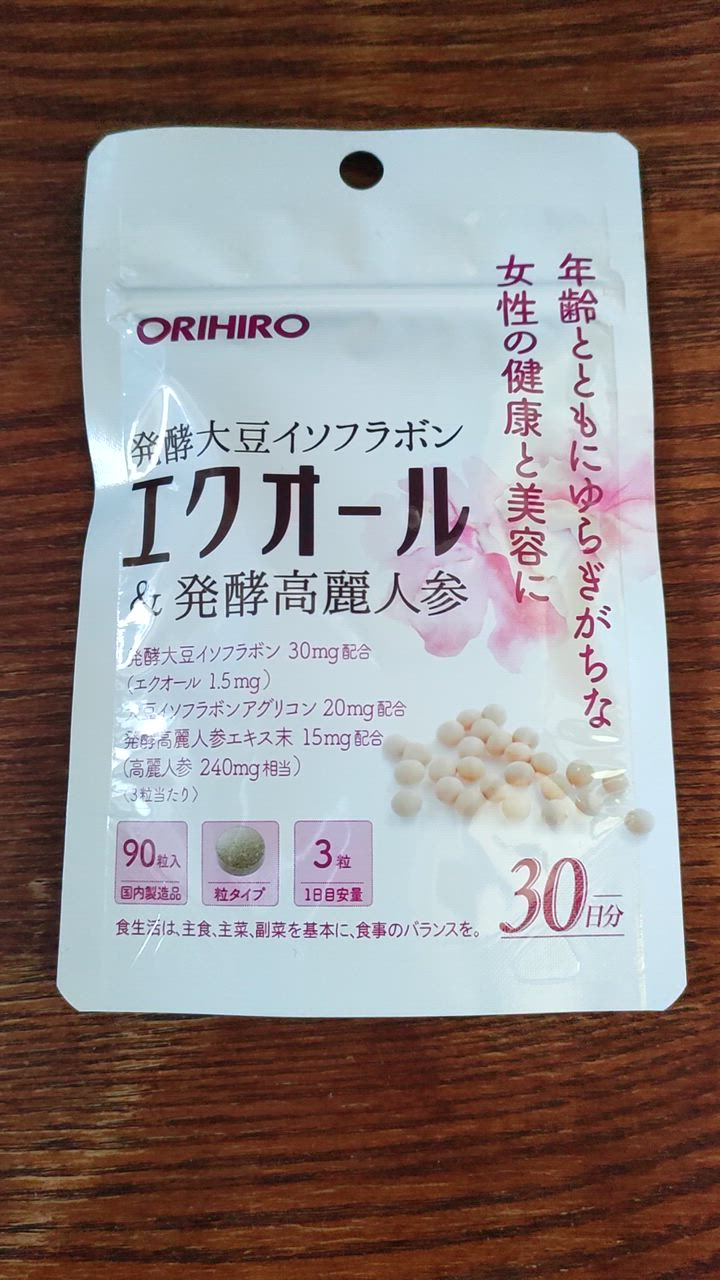 ORIHIRO
年齢とともにゆらぎがちな
女性の健康と美容に
発酵大豆イソフラボン
エクオール
& 発酵高麗人参
発酵大豆イソフラボン 30mg配合
(エクオール 1.5mg)
大豆イソフラボンアグリコン 20mg配合
発酵高麗人参エキス末 15mg配合
(高麗人参 240mg相当)
〈3粒当たり〉
90粒入
国内製造品
粒タイプ
3粒
1日目安量
30日分
食生活は、主食、主菜、副菜を基本に、食事のバランスを。